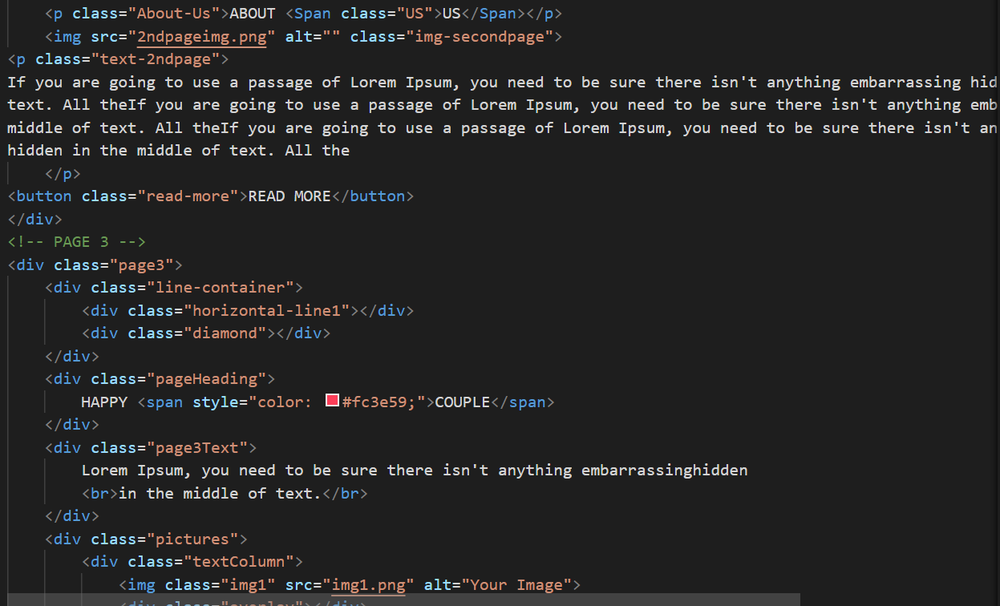 <p class="About-Us">ABOUT <Span class="US">US</Span></p>
<img src="2ndpageimg.png" alt="" class="img-secondpage">
<p class="text-2ndpage">
If you are going to use a passage of Lorem Ipsum, you need to be sure there isn't anything embarrassing hid
text. All theIf you are going to use a passage of Lorem Ipsum, you need to be sure there isn't anything emb
middle of text. All theIf you are going to use a passage of Lorem Ipsum, you need to be sure there isn't an
hidden in the middle of text. All the
</p>
<button class="read-more">READ MORE</button>
</div>
<!-- PAGE 3 -->
<div class="page3">
<div class="line-container">
<div class="horizontal-line1"></div>
<div class="diamond"></div>
</div>
<div class="pageHeading">
HAPPY <span style="color: #fc3e59;">COUPLE</span>
</div>
<div class="page3Text">
Lorem Ipsum, you need to be sure there isn't anything embarrassinghidden
<br>in the middle of text.</br>
</div>
<div class="pictures">
<div class="textColumn">
<img class="img1" src="img1.png" alt="Your Image">
<div class="overlay"></div>